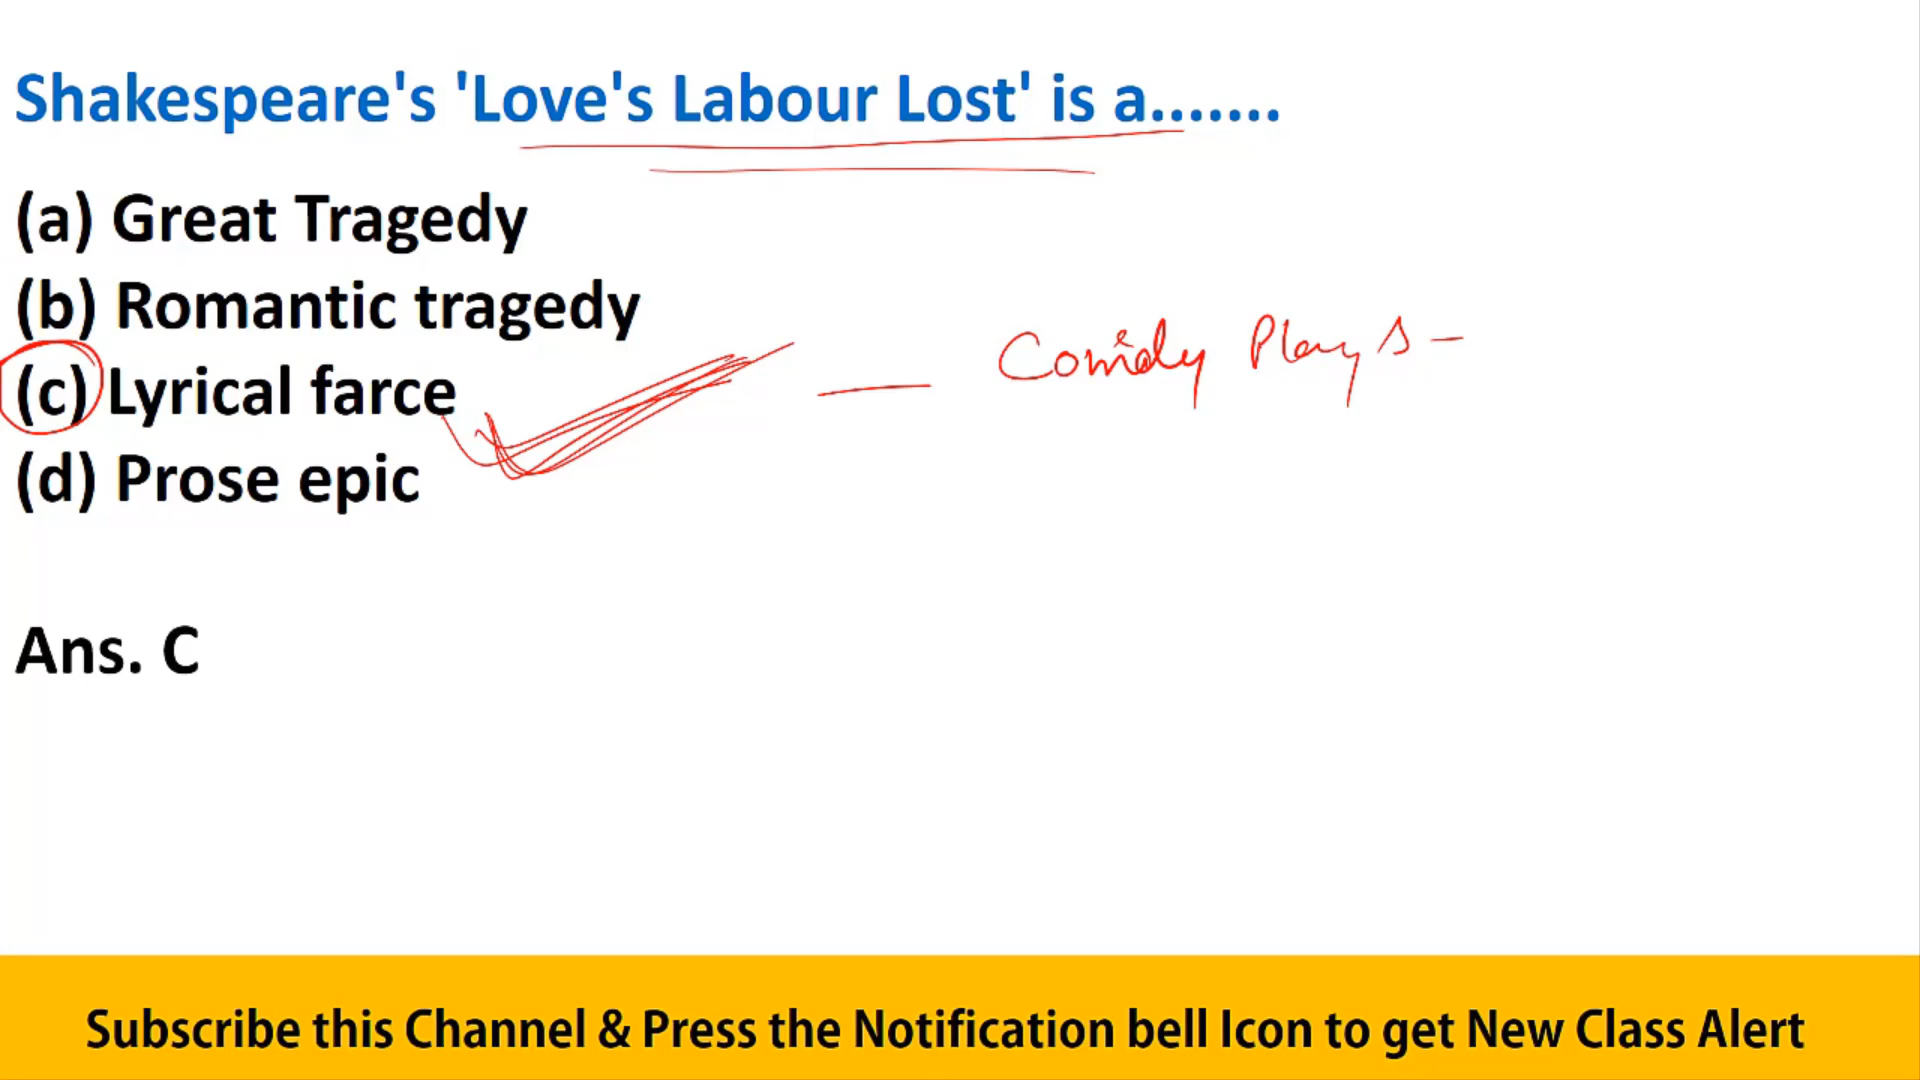 Shakespeare's 'Love's Labour Lost' is a.......
(a) Great Tragedy
(b) Romantic tragedy
(c) Lyrical farce — Comedy Plays -
(d) Prose epic
Ans. C
Subscribe this Channel & Press the Notification bell Icon to get New Class Alert